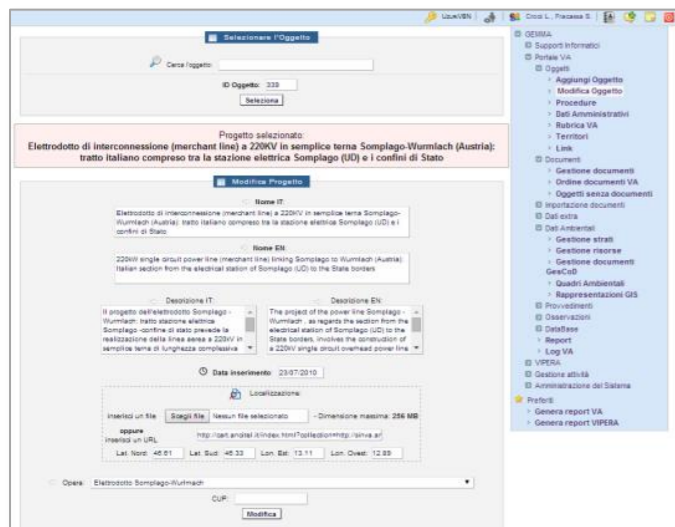 Croci L., Fracassa S.
Selezionare l'Oggetto
Cerca l'oggetto:
ID Oggetto: 339
Seleziona
Progetto selezionato:
Elettrodotto di interconnessione (merchant line) a 220KV in semplice terna Somplago-Wurmlach (Austria):
tratto italiano compreso tra la stazione elettrica Somplago (UD) e i confini di Stato
Modifica Progetto
Nome IT:
Elettrodotto di interconnessione (merchant line) a 220KV in semplice terna Somplago-
Wurmlach (Austria): tratto italiano compreso tra la stazione elettrica Somplago (UD) e i
confini di Stato
Nome EN:
220kW single circuit power line (merchant line) linking Somplago to Wurmlach (Austria):
Italian section from the electrical station of Somplago (UD) to the State borders
Descrizione IT:
Il progetto dell'elettrodotto Somplago -
Wurmlach: tratto stazione elettrica
Somplago -confine di stato prevede la
realizzazione della linea aerea a 220kV in
semplice terna di lunghezza complessiva
Descrizione EN:
The project of the power line Somplago -
Wurmlach , as regards the section from the
electrical station of Somplago (UD) to the
State borders, involves the construction of
a 220kV single circuit overhead power line
Data inserimento: 23/07/2010
Localizzazione:
inserisci un file Scegli file Nessun file selezionato - Dimensione massima: 256 MB
oppure
inserisci un URL
Lat. Nord: 46.61 Lat. Sud: 46.33 Lon. Est: 13.11 Lon. Ovest: 12.89
Opera: Elettrodotto Somplago-Wurlmach
CUP:
Modifica
GEMMA
Supporti Informatici
Portale VA
Oggetti
Aggiungi Oggetto
Modifica Oggetto
Procedure
Dati Amministrativi
Rubrica VA
Territori
Link
Documenti
Gestione documenti
Ordine documenti VA
Oggetti senza documenti
Importazione documenti
Dati extra
Dati Ambientali
Gestione strati
Gestione risorse
Gestione documenti
GesCoD
Quadri Ambientali
Rappresentazioni GIS
Provvedimenti
Osservazioni
DataBase
Report
Log VA
VIPERA
Gestione attività
Amministrazione del Sistema
Preferiti
Genera report VA
Genera report VIPERA